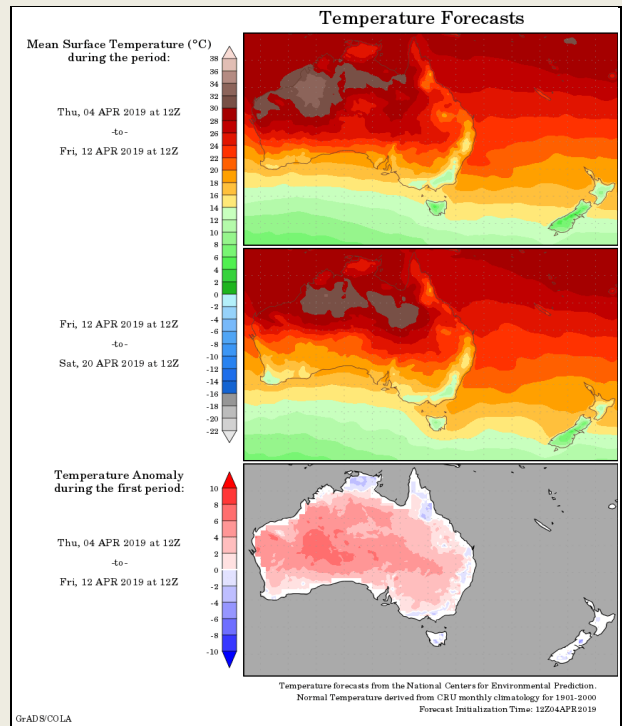 Temperature Forecasts
Mean Surface Temperature (°C)
during the period:
Thu, 04 APR 2019 at 12Z
-to-
Fri, 12 APR 2019 at 12Z
38
36
34
32
30
28
26
24
22
20
18
16
14
12
10
8
6
4
2
0
-2
-4
-6
-8
-10
-12
-14
-16
-18
-20
-22
Fri, 12 APR 2019 at 12Z
-to-
Sat, 20 APR 2019 at 12Z
Temperature Anomaly
during the first period:
Thu, 04 APR 2019 at 12Z
-to-
Fri, 12 APR 2019 at 12Z
10
8
6
4
2
0
-2
-4
-6
-8
-10
Temperature forecasts from the National Centers for Environmental Prediction.
Normal Temperature derived from CRU monthly climatology for 1901-2000
Forecast Initialization Time: 12Z04APR2019
GrADS/COLA